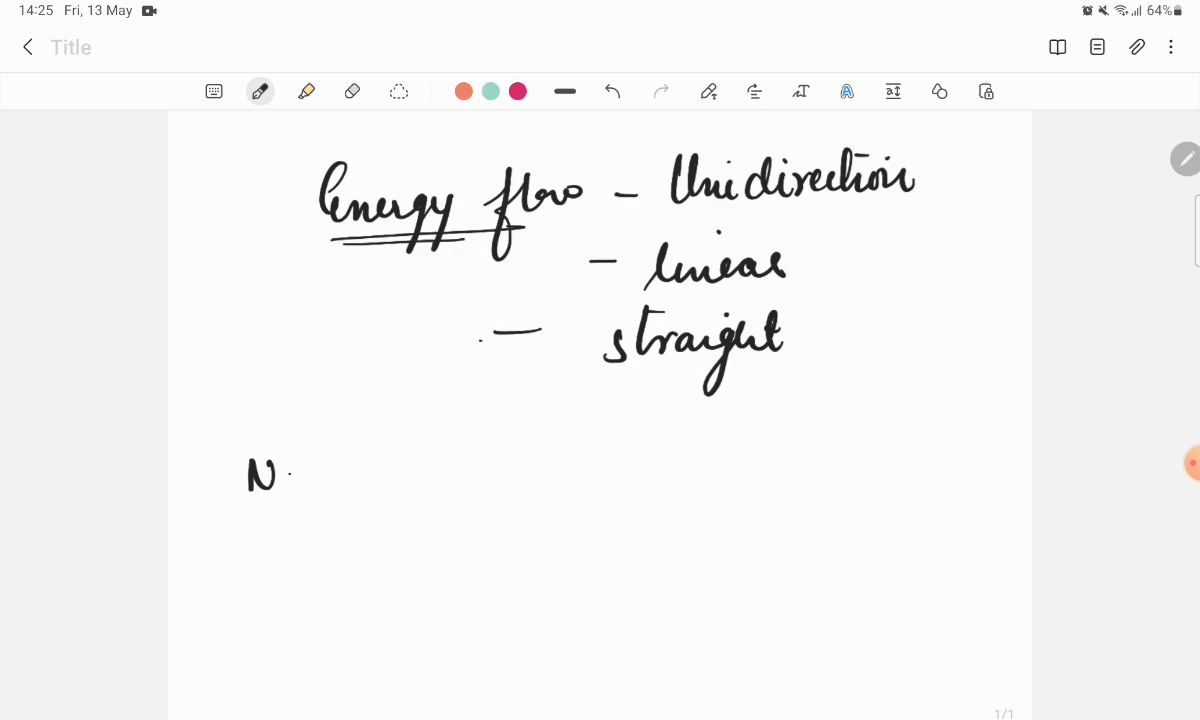 14:25 Fri, 13 May 64%
Title
Energy flow - Unidirection
- linear
- straight
N
1/1